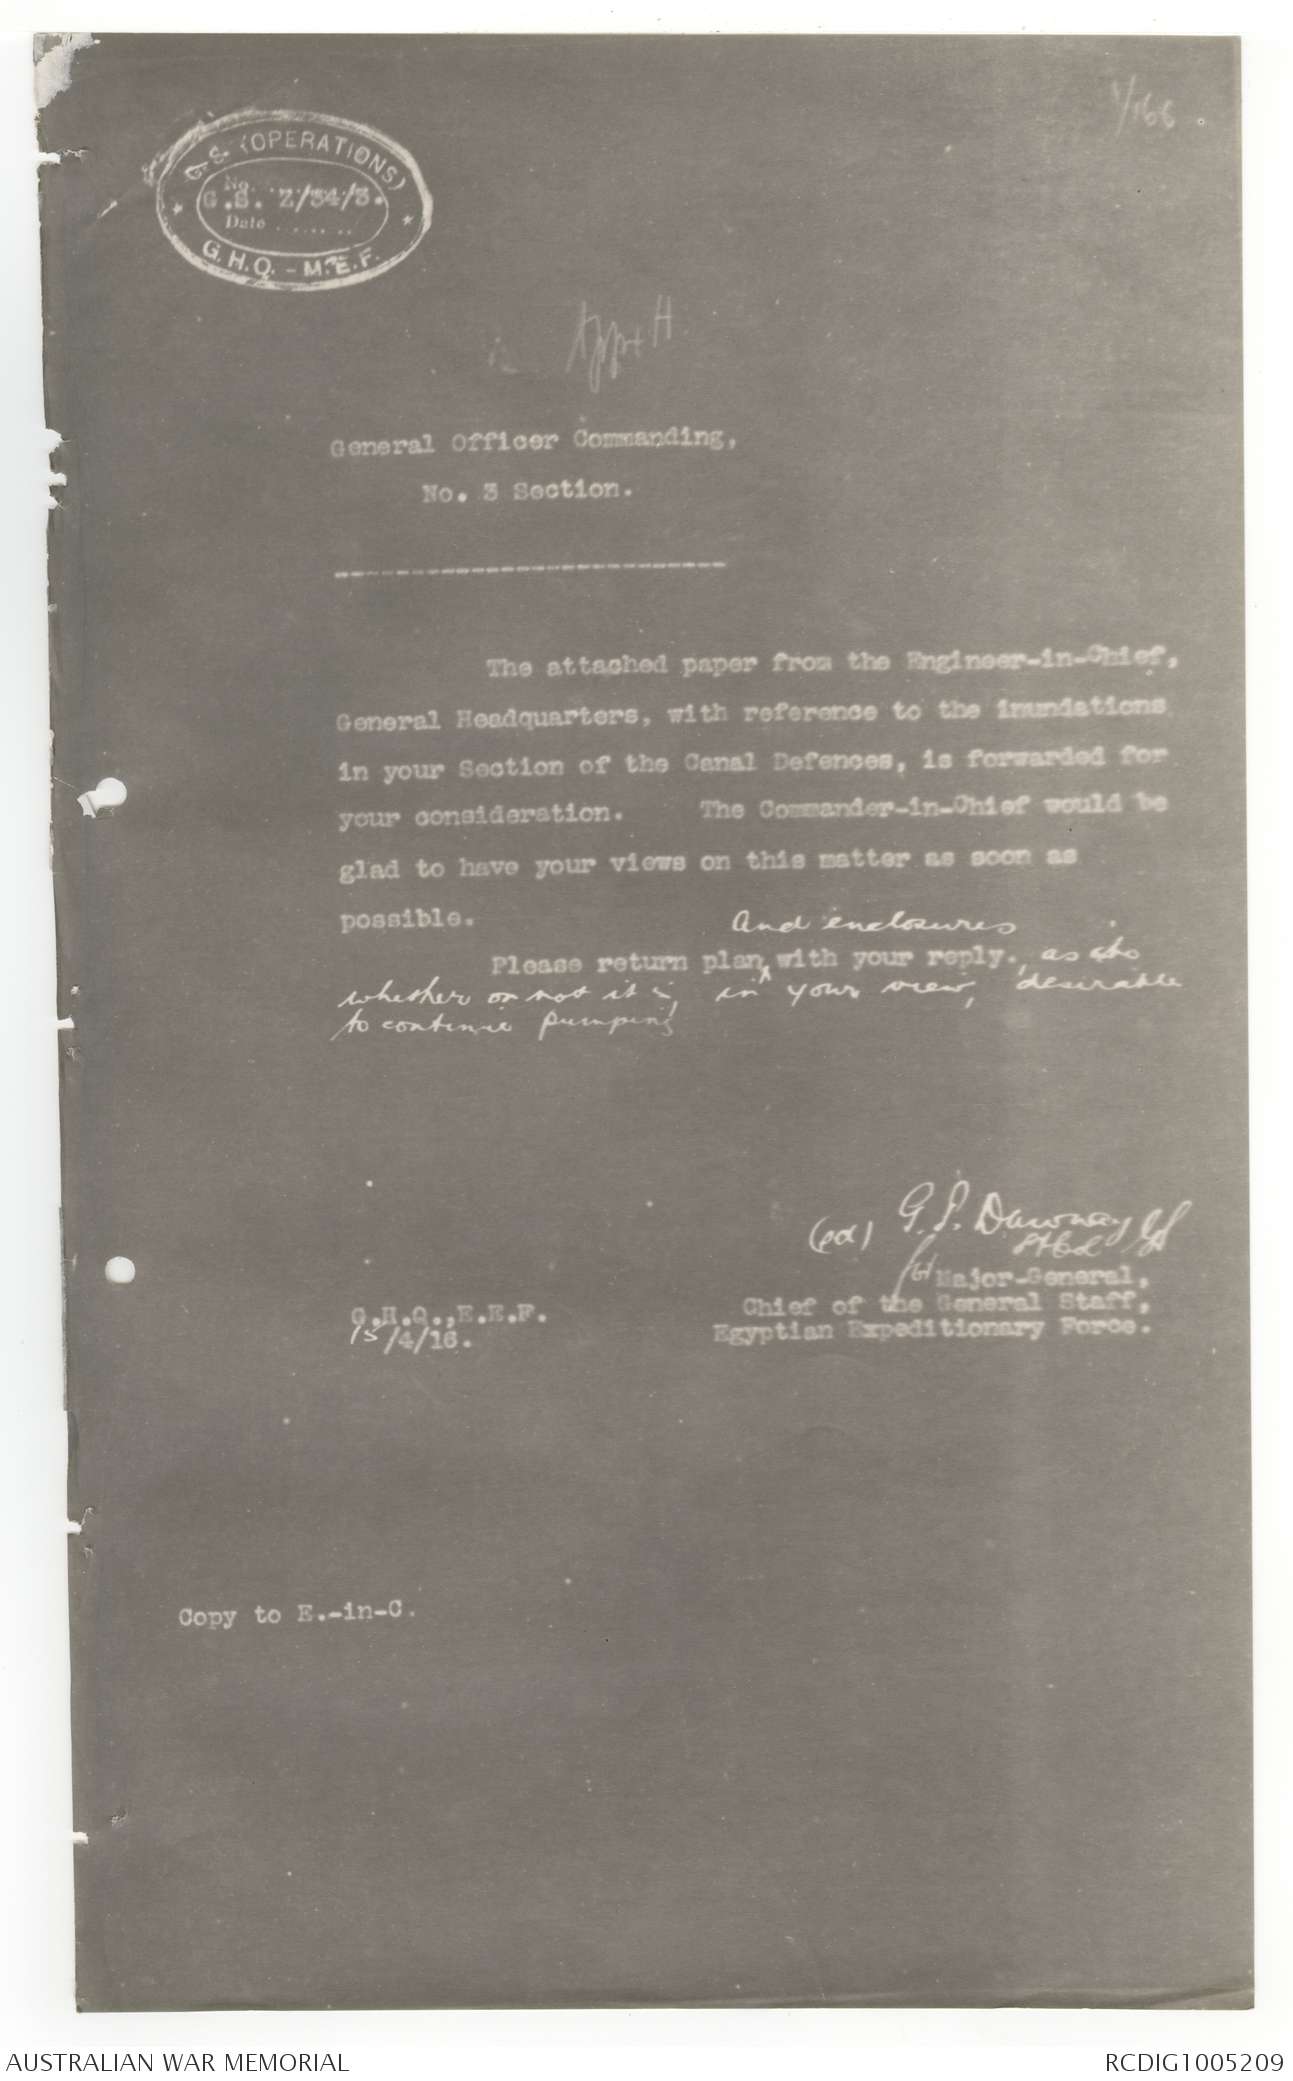 G.S. (OPERATIONS)
No.
G.S. Z/34/3.
Date ......
G.H.Q. - M.E.F.
Appx H
General Officer Commanding,
No. 3 Section.
--------------------------
The attached paper from the Engineer-in-Chief,
General Headquarters, with reference to the inundations
in your Section of the Canal Defences, is forwarded for
your consideration. The Commander-in-Chief would be
glad to have your views on this matter as soon as
possible.
and enclosures
Please return plan ^ with your reply., as to
whether or not it is, in your view, desirable
to continue pumping
(sd) G. P. Dawnay
for Major-General,
Chief of the General Staff,
Egyptian Expeditionary Force.
G.H.Q.,E.E.F.
15/4/16.
Copy to E.-in-C.
AUSTRALIAN WAR MEMORIAL
RCDIG1005209